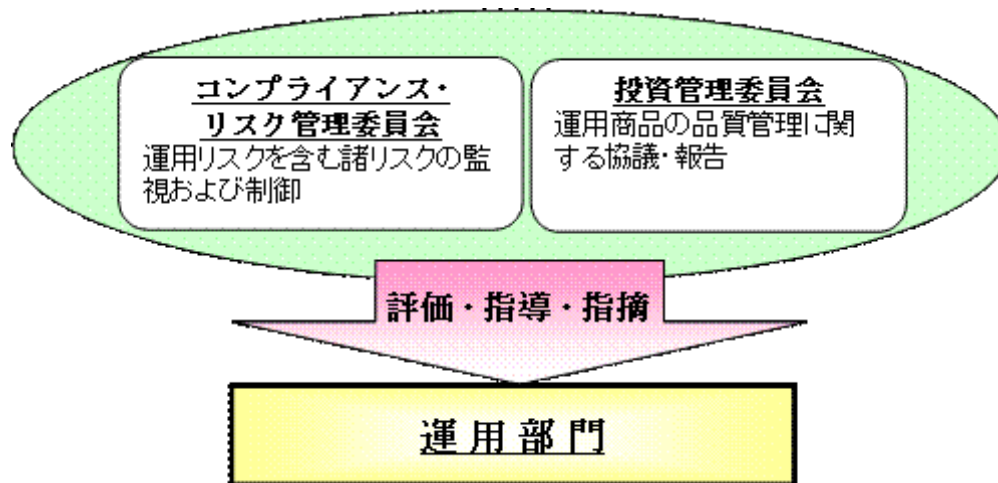 コンプライアンス・
リスク管理委員会
運用リスクを含む諸リスクの監
視および制御
投資管理委員会
運用商品の品質管理に関
する協議・報告
評価・指導・指摘
運用部門